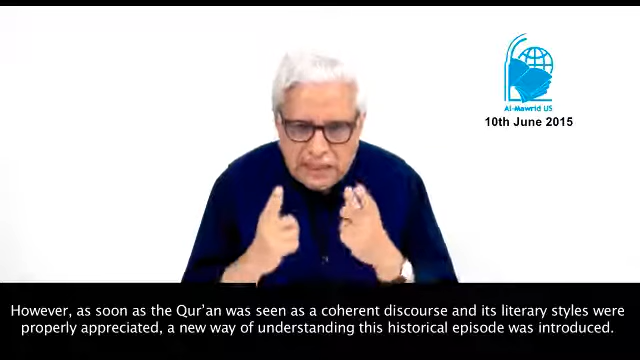 Al-Mawrid US
10th June 2015
However, as soon as the Qur'an was seen as a coherent discourse and its literary styles were
properly appreciated, a new way of understanding this historical episode was introduced.